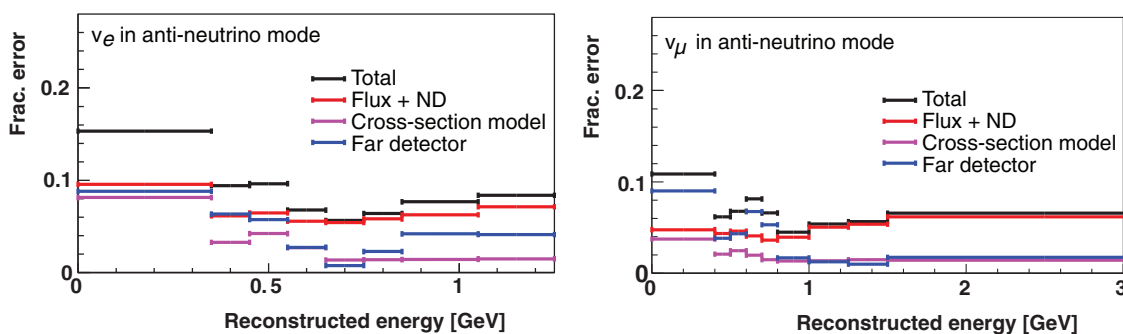 Frac. error
νe in anti-neutrino mode
Total
Flux + ND
Cross-section model
Far detector
0.2
0.1
0
0
0.5
1
Reconstructed energy [GeV]
Frac. error
νμ in anti-neutrino mode
Total
Flux + ND
Cross-section model
Far detector
0.2
0.1
0
0
1
2
3
Reconstructed energy [GeV]